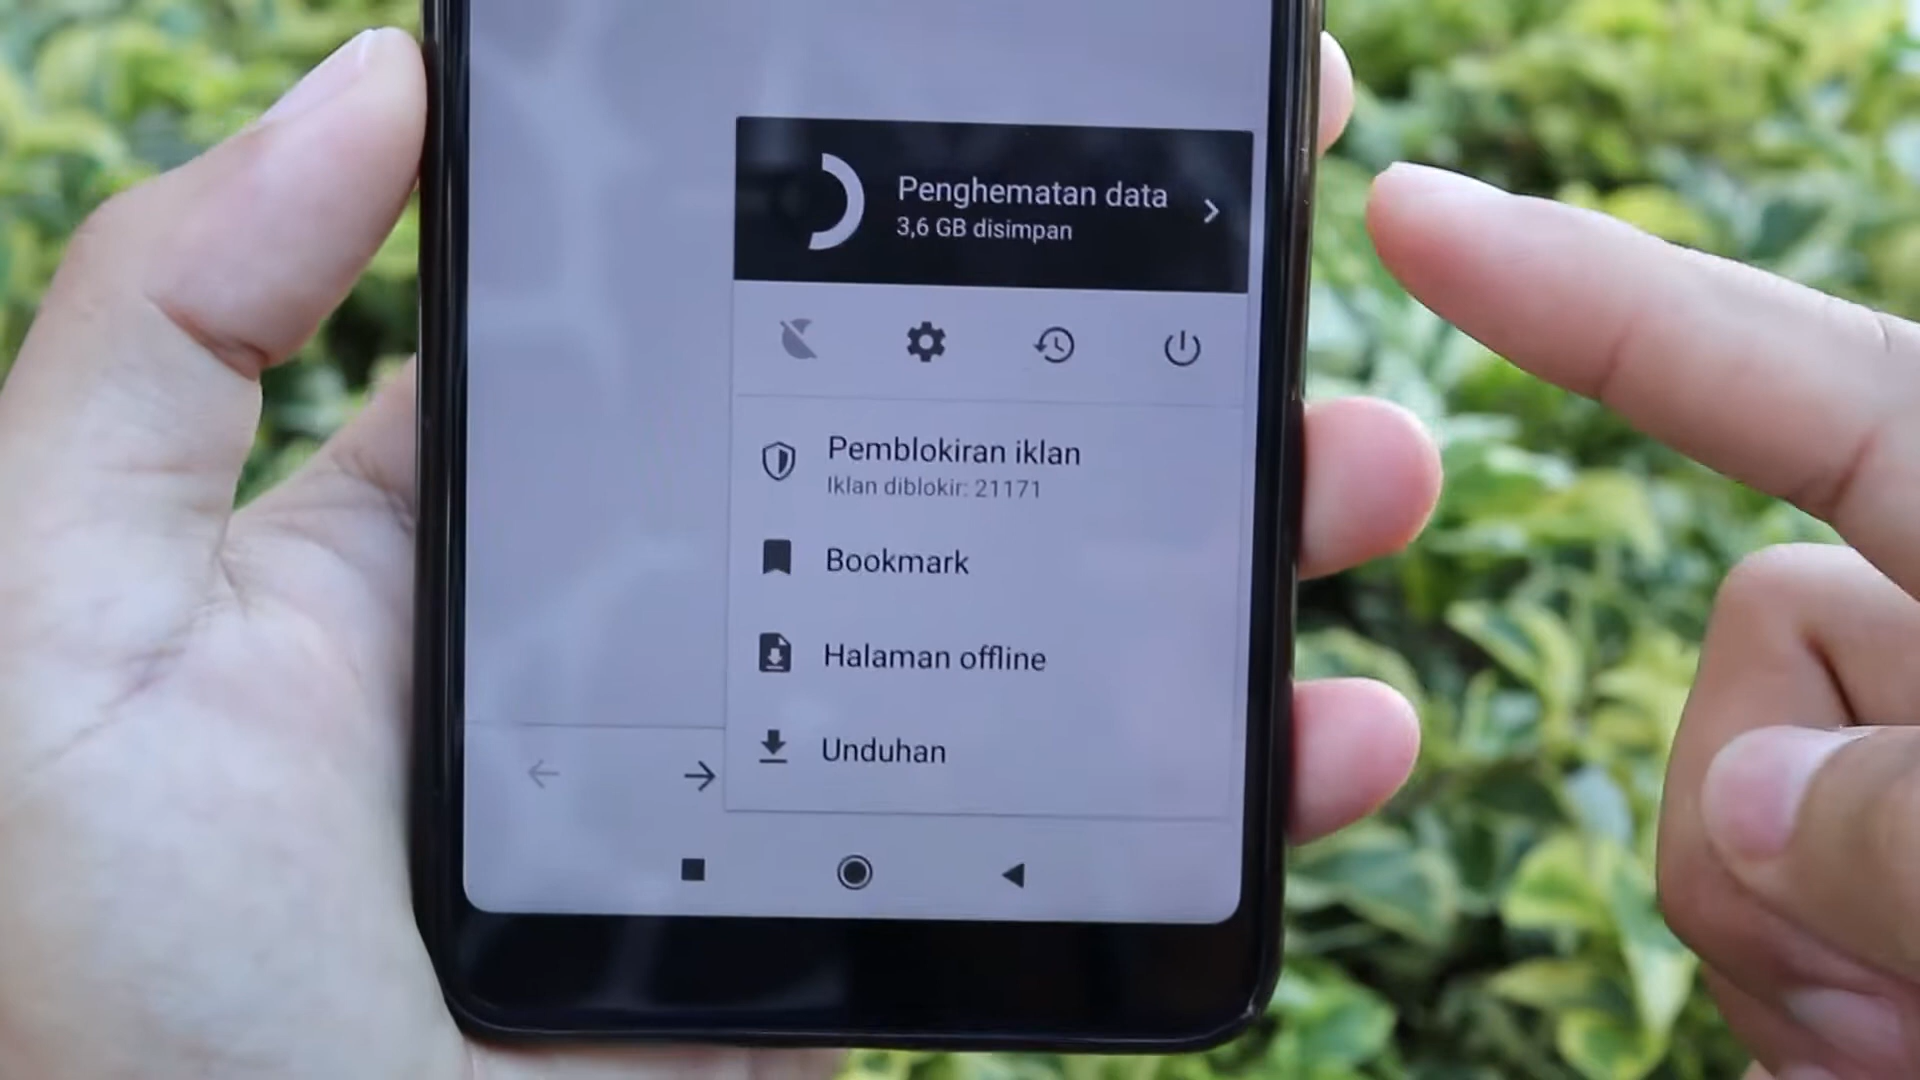 Penghematan data
3,6 GB disimpan
Pemblokiran iklan
Iklan diblokir: 21171
Bookmark
Halaman offline
Unduhan